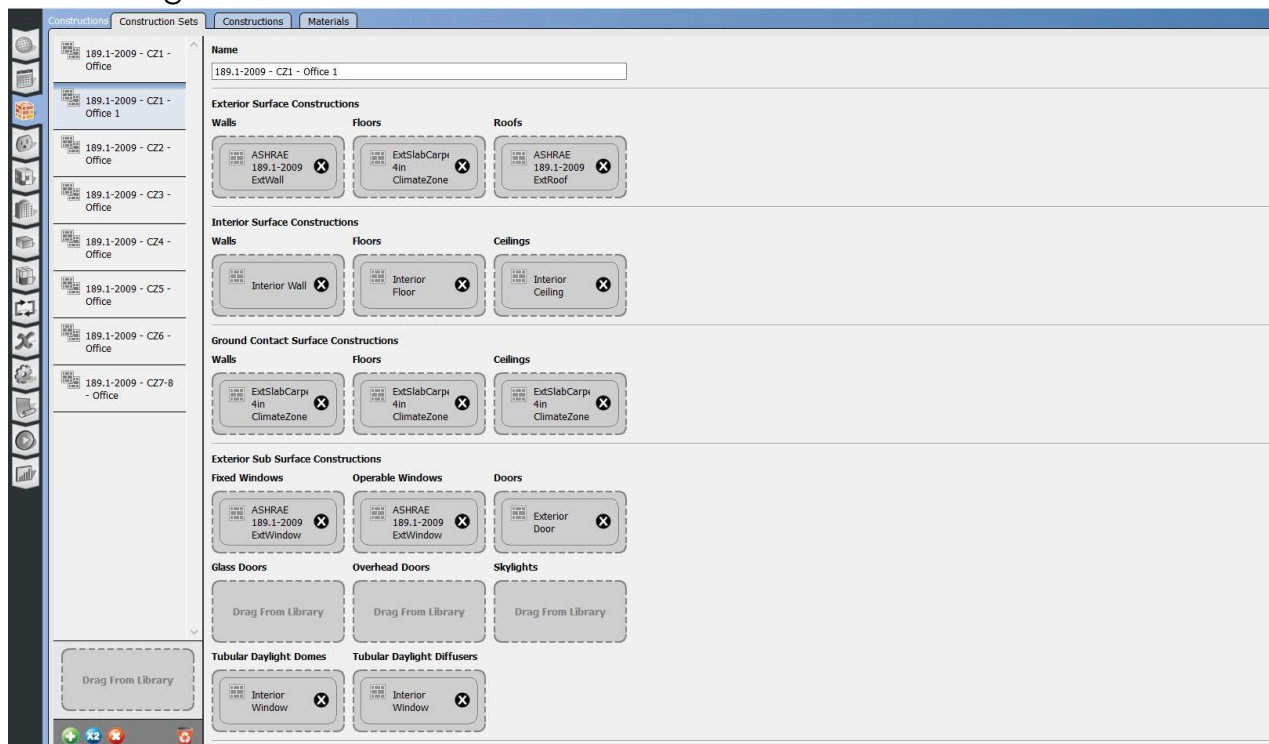 Constructions Construction Sets Constructions Materials
189.1-2009 - CZ1 -
Office
189.1-2009 - CZ1 -
Office 1
189.1-2009 - CZ2 -
Office
189.1-2009 - CZ3 -
Office
189.1-2009 - CZ4 -
Office
189.1-2009 - CZ5 -
Office
189.1-2009 - CZ6 -
Office
189.1-2009 - CZ7-8
- Office
Drag From Library
X2
Name
189.1-2009 - CZ1 - Office 1
Exterior Surface Constructions
Walls Floors Roofs
ASHRAE
189.1-2009
ExtWall
ExtSlabCarpe
4in
ClimateZone
ASHRAE
189.1-2009
ExtRoof
Interior Surface Constructions
Walls Floors Ceilings
Interior Wall
Interior
Floor
Interior
Ceiling
Ground Contact Surface Constructions
Walls Floors Ceilings
ExtSlabCarpe
4in
ClimateZone
ExtSlabCarpe
4in
ClimateZone
ExtSlabCarpe
4in
ClimateZone
Exterior Sub Surface Constructions
Fixed Windows Operable Windows Doors
ASHRAE
189.1-2009
ExtWindow
ASHRAE
189.1-2009
ExtWindow
Exterior
Door
Glass Doors Overhead Doors Skylights
Drag From Library Drag From Library Drag From Library
Tubular Daylight Domes Tubular Daylight Diffusers
Interior
Window
Interior
Window